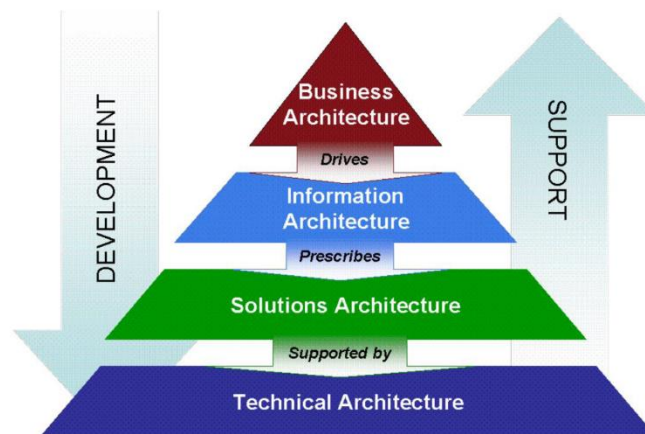 Business
Architecture
Drives
Information
Architecture
Prescribes
Solutions Architecture
Supported by
Technical Architecture
DEVELOPMENT
SUPPORT